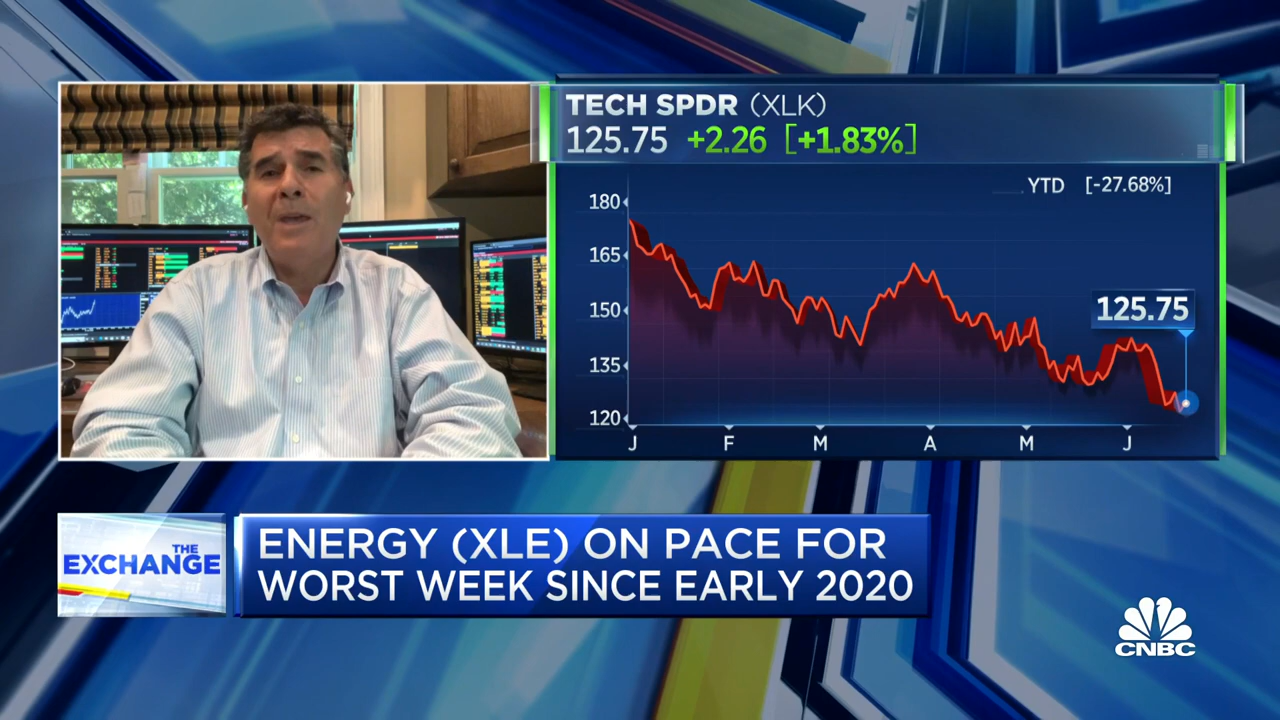 TECH SPDR (XLK)
125.75 +2.26 [+1.83%]
YTD [-27.68%]
180
165
150
135
120
125.75
J F M A M J
THE
EXCHANGE
ENERGY (XLE) ON PACE FOR
WORST WEEK SINCE EARLY 2020
CNBC